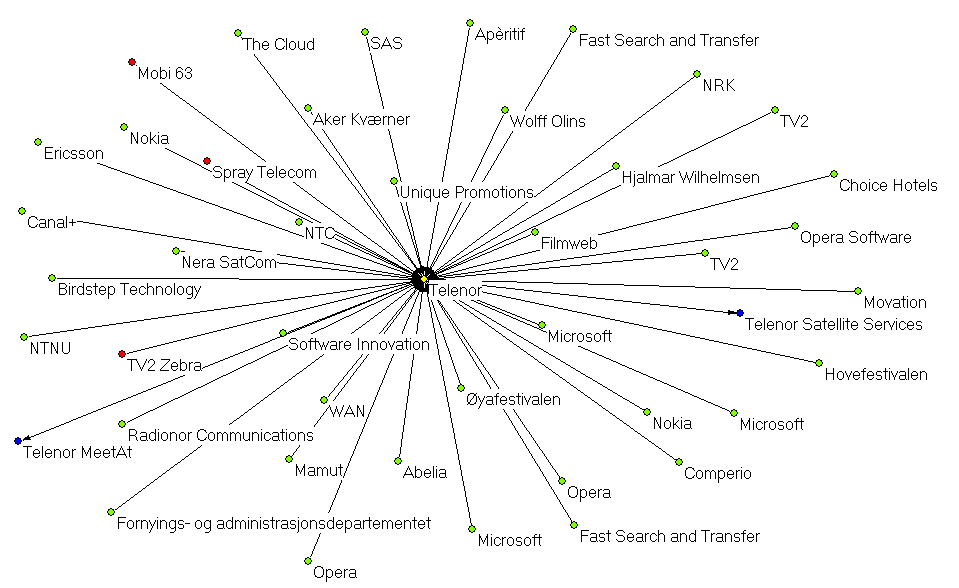 Apèritif
Fast Search and Transfer
The Cloud
SAS
Mobi 63
NRK
Aker Kværner
Wolff Olins
TV2
Nokia
Ericsson
Spray Telecom
Hjalmar Wilhelmsen
Choice Hotels
Unique Promotions
Canal+
NTC
Filmweb
Opera Software
Nera SatCom
TV2
Birdstep Technology
Telenor
Movation
Telenor Satellite Services
NTNU
Software Innovation
Microsoft
TV2 Zebra
Hovefestivalen
Øyafestivalen
WAN
Nokia
Microsoft
Radionor Communications
Telenor MeetAt
Mamut
Abelia
Comperio
Opera
Fornyings- og administrasjonsdepartementet
Microsoft
Fast Search and Transfer
Opera